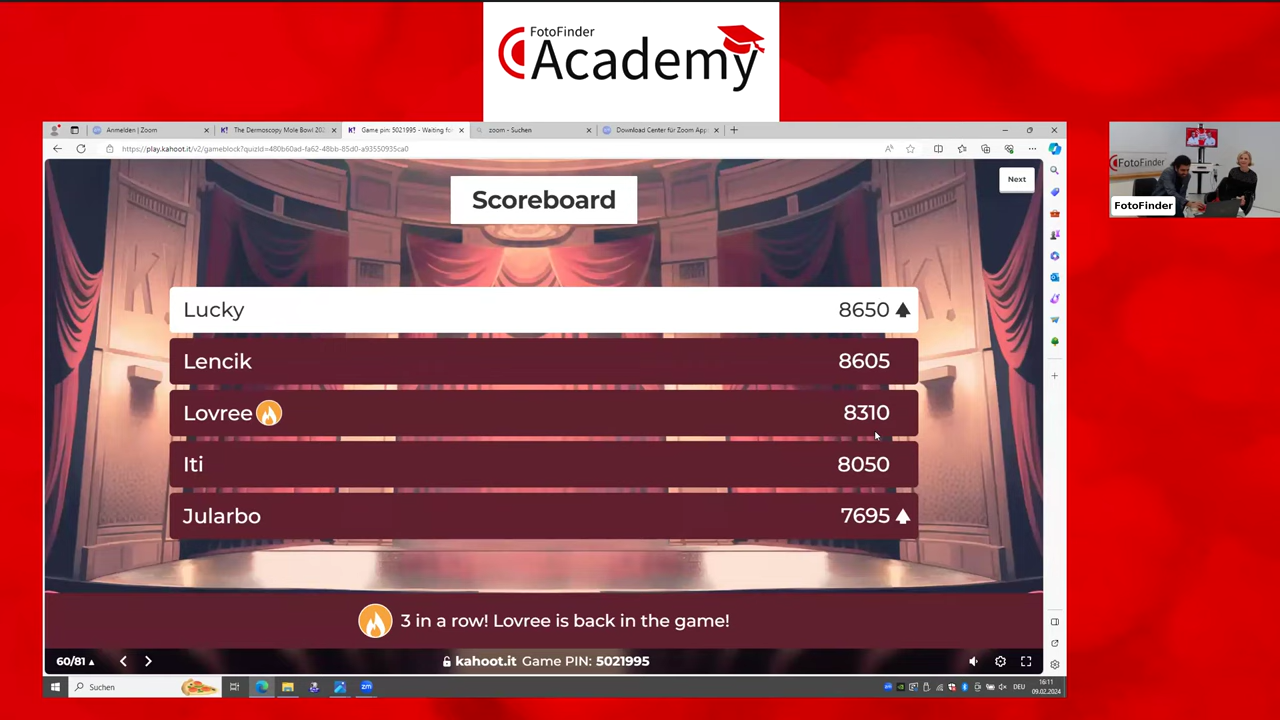 FotoFinder
Academy
Anmelden | Zoom
The Dermoscopy Mole Bowl 202
Game pin: 5021995 - Waiting fo
zoom - Suchen
Download Center für Zoom App
https://play.kahoot.it/v2/gameblock?quizId=480b60ad-fa62-48bb-85d0-a93550935ca0
Scoreboard
Next
K!
K!
Lucky 8650
Lencik 8605
Lovree 8310
Iti 8050
Jularbo 7695
3 in a row! Lovree is back in the game!
60/81
kahoot.it Game PIN: 5021995
Suchen
zm
DEU
16:11
09.02.2024
FotoFinder
FotoFinder